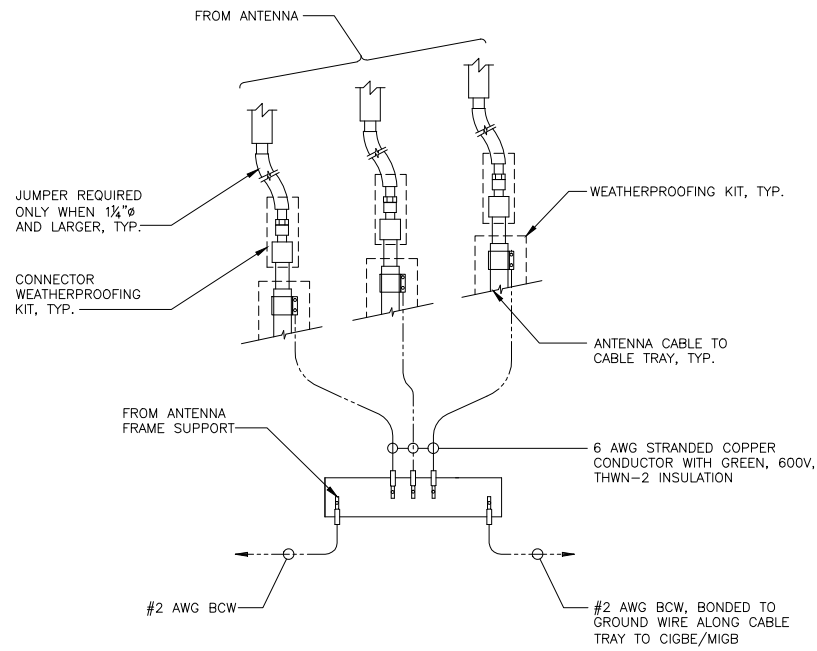 FROM ANTENNA
JUMPER REQUIRED
ONLY WHEN 1¼"ø
AND LARGER, TYP.
WEATHERPROOFING KIT, TYP.
CONNECTOR
WEATHERPROOFING
KIT, TYP.
ANTENNA CABLE TO
CABLE TRAY, TYP.
FROM ANTENNA
FRAME SUPPORT
6 AWG STRANDED COPPER
CONDUCTOR WITH GREEN, 600V,
THWN-2 INSULATION
#2 AWG BCW
#2 AWG BCW, BONDED TO
GROUND WIRE ALONG CABLE
TRAY TO CIGBE/MIGB